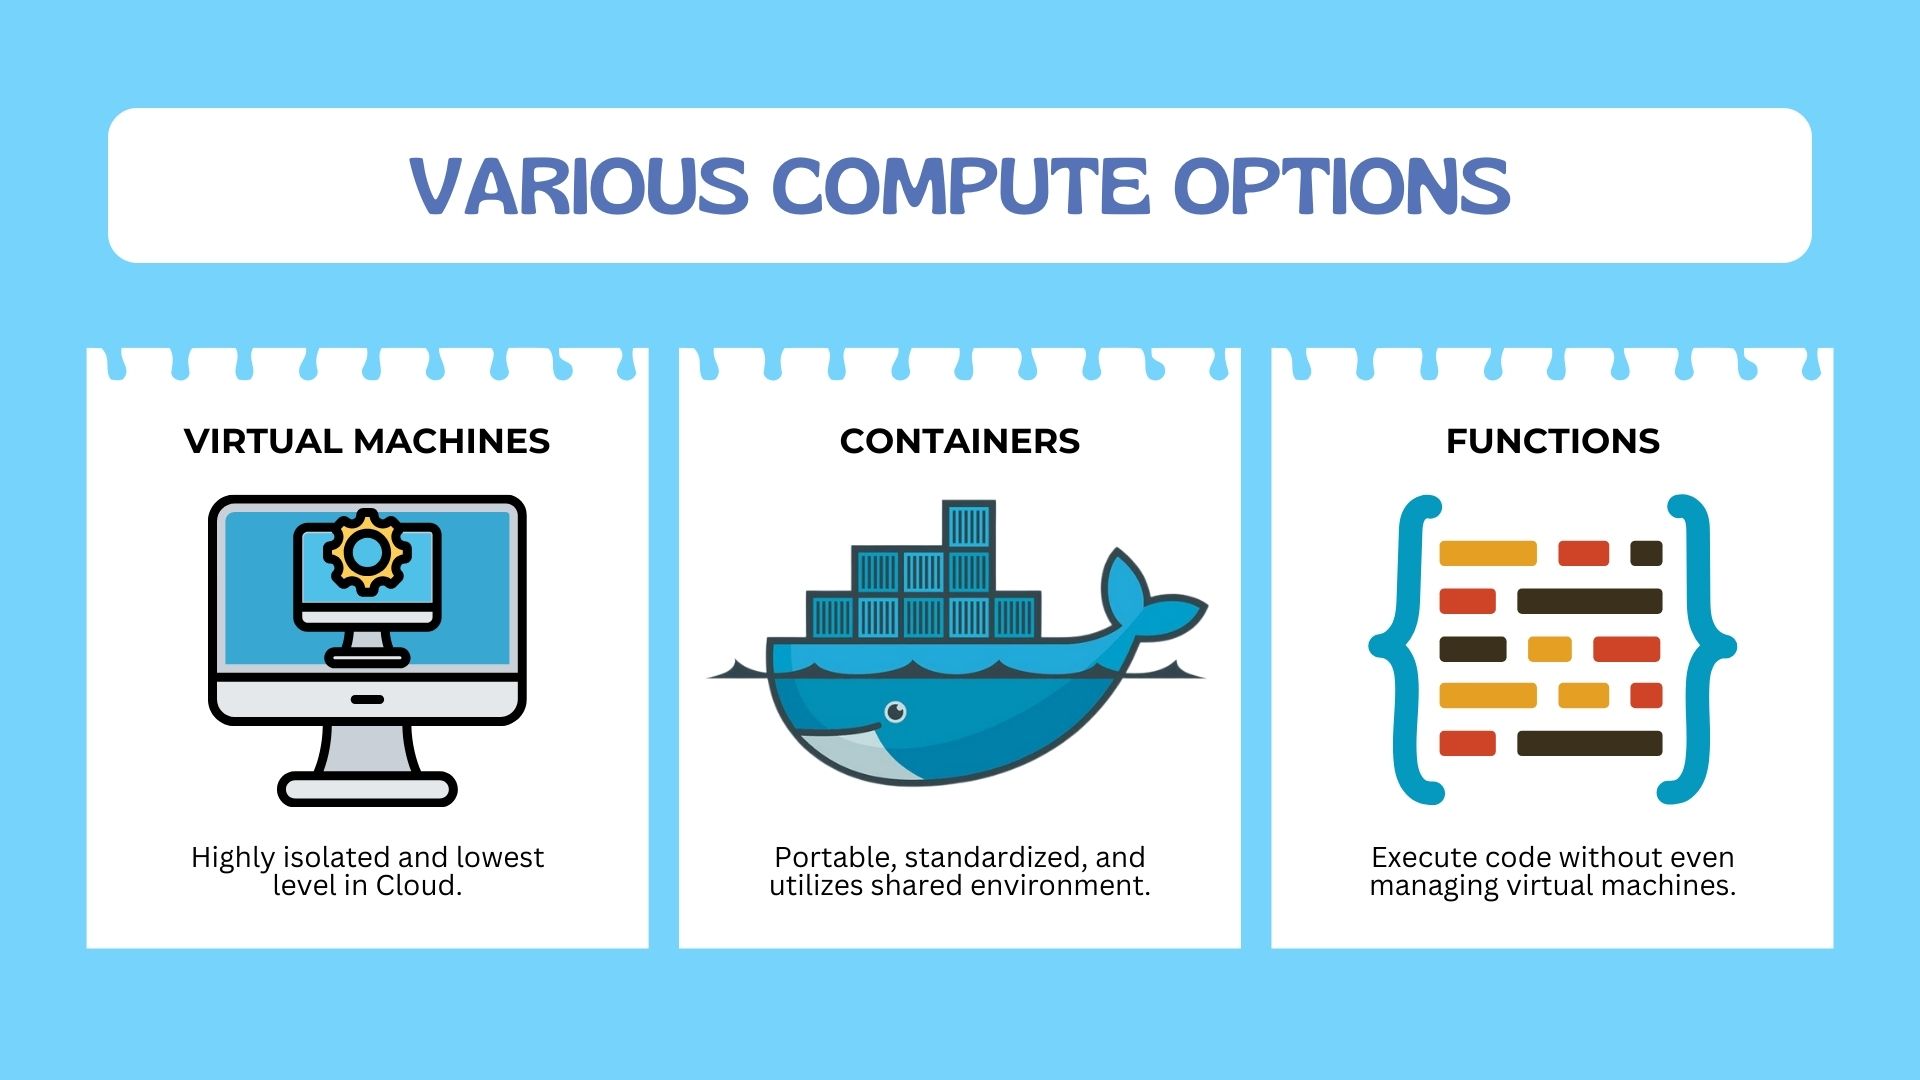 VARIOUS COMPUTE OPTIONS
VIRTUAL MACHINES
Highly isolated and lowest
level in Cloud.
CONTAINERS
Portable, standardized, and
utilizes shared environment.
FUNCTIONS
Execute code without even
managing virtual machines.